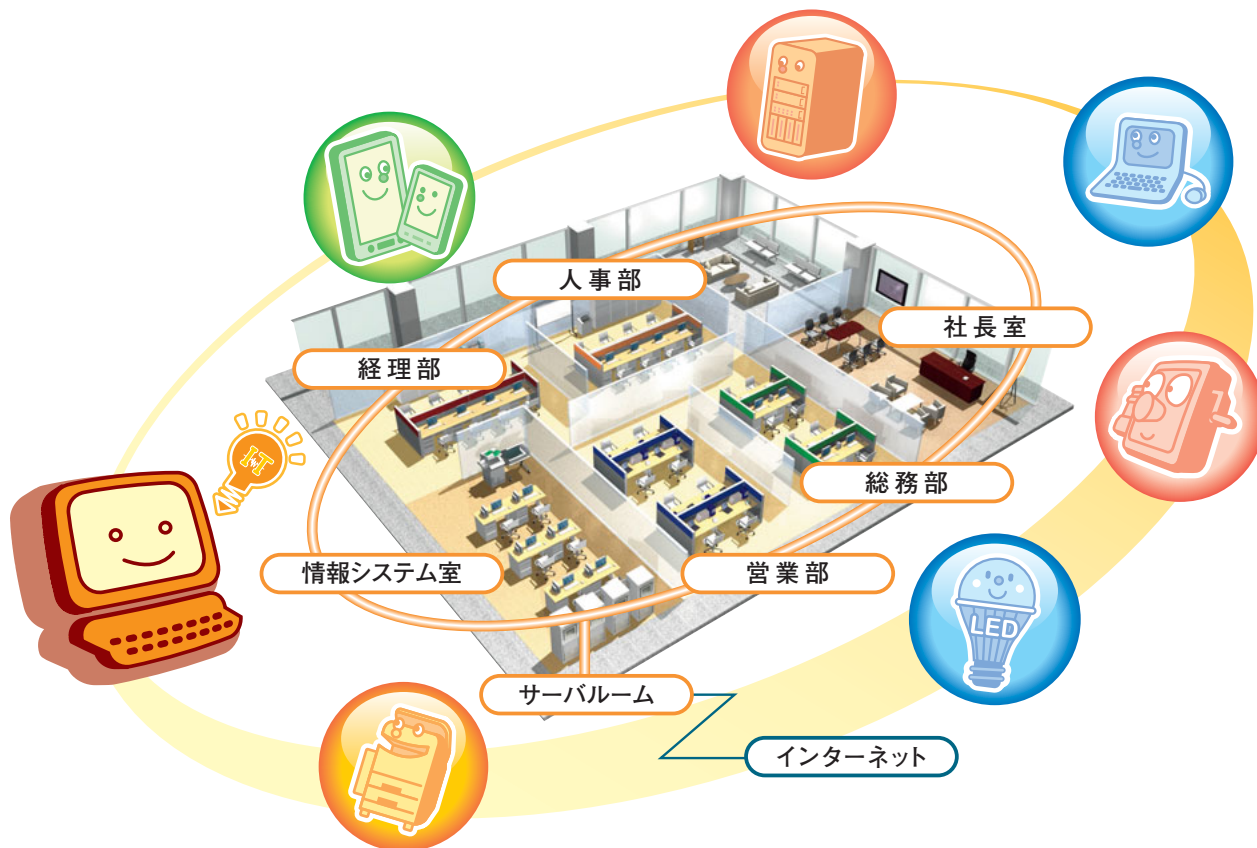 人事部
社長室
経理部
I&T
総務部
情報システム室
営業部
LED
サーバルーム
インターネット